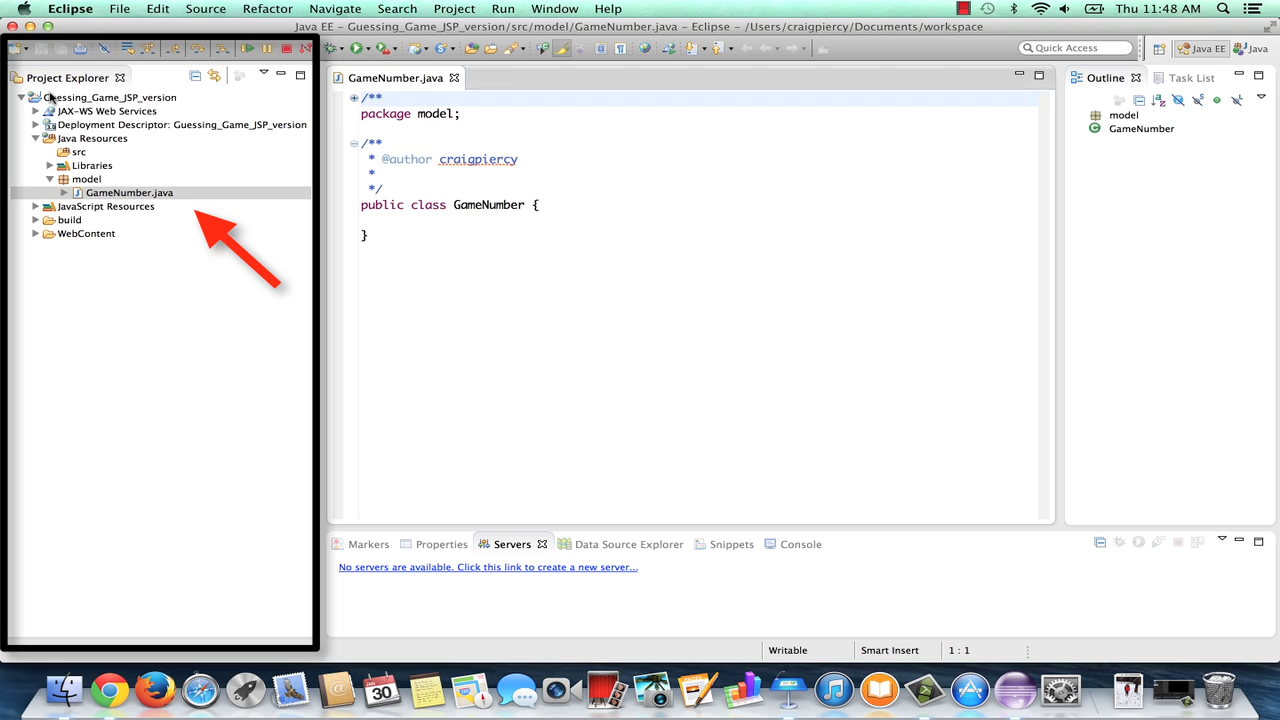 Eclipse File Edit Source Refactor Navigate Search Project Run Window Help Thu 11:48 AM
Java EE – Guessing_Game_JSP_version/src/model/GameNumber.java – Eclipse – /Users/craigpiercy/Documents/workspace
Quick Access Java EE Java
Project Explorer
Guessing_Game_JSP_version
JAX-WS Web Services
Deployment Descriptor: Guessing_Game_JSP_version
Java Resources
src
Libraries
model
GameNumber.java
JavaScript Resources
build
WebContent
GameNumber.java
/**
package model;
/**
* @author craigpiercy
*
*/
public class GameNumber {
}
Outline Task List
model
GameNumber
Markers Properties Servers Data Source Explorer Snippets Console
No servers are available. Click this link to create a new server...
Writable Smart Insert 1 : 1
30